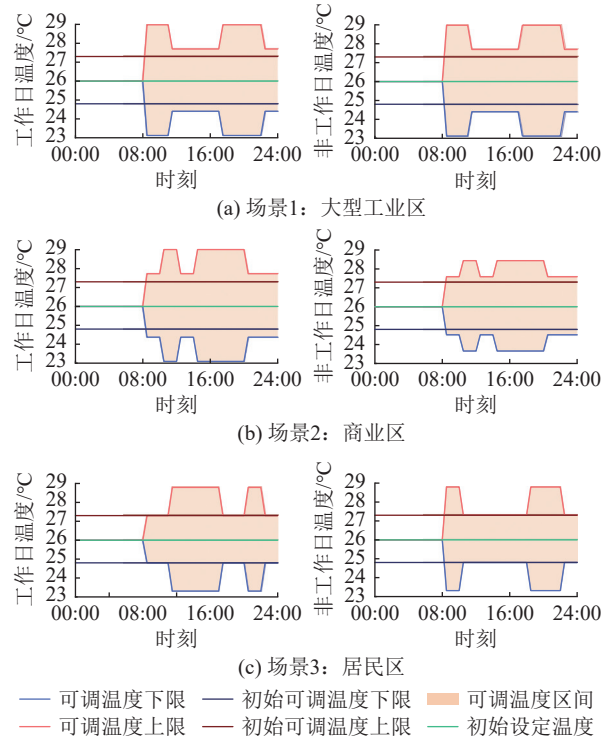 工作日温度/℃
29
28
27
26
25
24
23
00:00 08:00 16:00 24:00
时刻
非工作日温度/℃
29
28
27
26
25
24
23
00:00 08:00 16:00 24:00
时刻
(a) 场景1：大型工业区
工作日温度/℃
29
28
27
26
25
24
23
00:00 08:00 16:00 24:00
时刻
非工作日温度/℃
29
28
27
26
25
24
23
00:00 08:00 16:00 24:00
时刻
(b) 场景2：商业区
工作日温度/℃
29
28
27
26
25
24
23
00:00 08:00 16:00 24:00
时刻
非工作日温度/℃
29
28
27
26
25
24
23
00:00 08:00 16:00 24:00
时刻
(c) 场景3：居民区
可调温度下限 初始可调温度下限 可调温度区间
可调温度上限 初始可调温度上限 初始设定温度